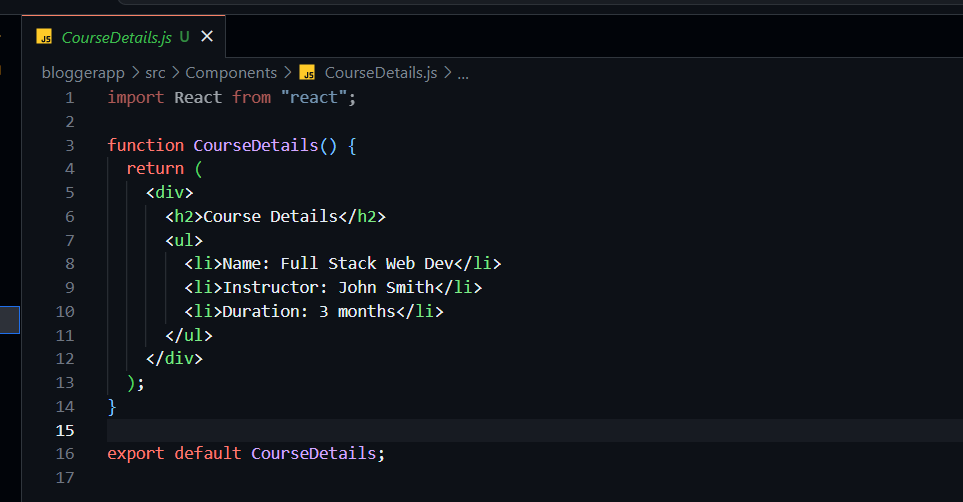 JS CourseDetails.js U ×
bloggerapp > src > Components > JS CourseDetails.js > ...
1 import React from "react";
2
3 function CourseDetails() {
4   return (
5     <div>
6       <h2>Course Details</h2>
7       <ul>
8         <li>Name: Full Stack Web Dev</li>
9         <li>Instructor: John Smith</li>
10         <li>Duration: 3 months</li>
11       </ul>
12     </div>
13   );
14 }
15
16 export default CourseDetails;
17